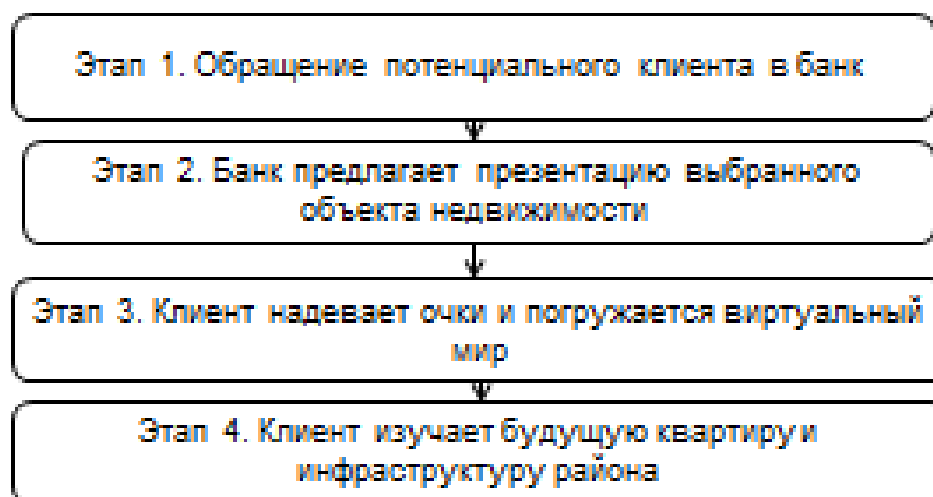 Этап 1. Обращение потенциального клиента в банк
Этап 2. Банк предлагает презентацию выбранного
объекта недвижимости
Этап 3. Клиент надевает очки и погружается виртуальный
мир
Этап 4. Клиент изучает будущую квартиру и
инфраструктуру района